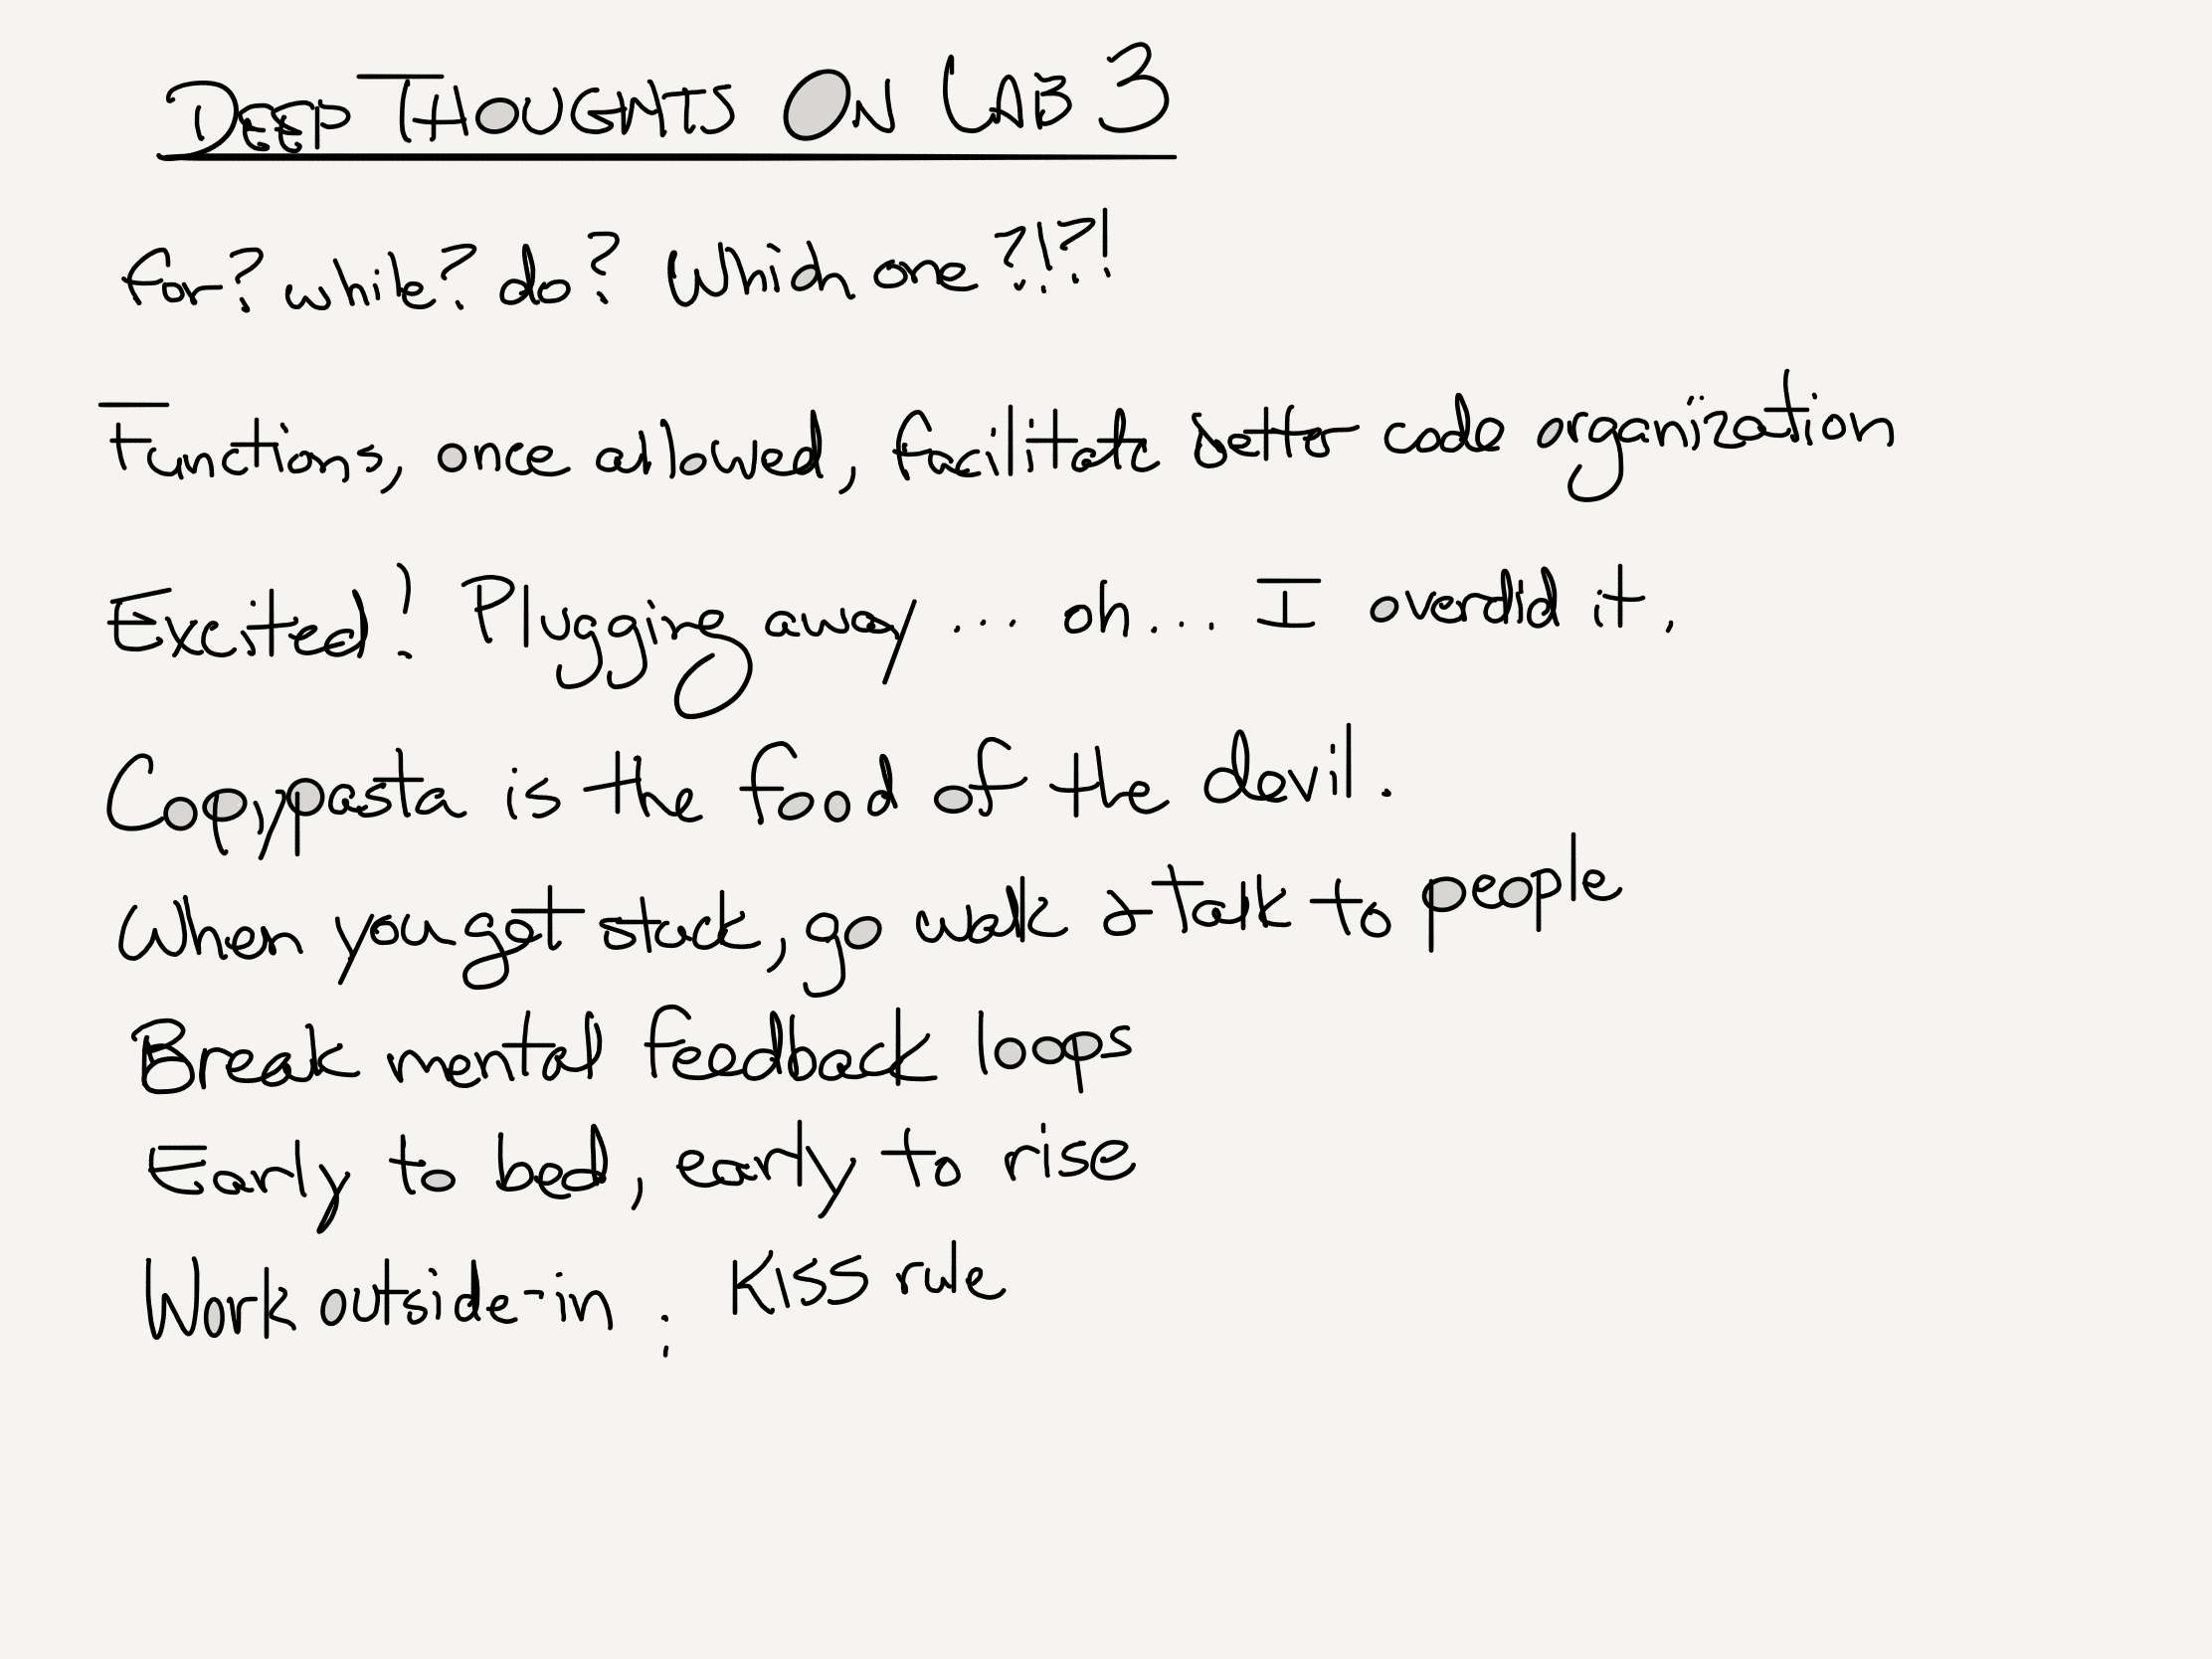 DEEP THOUGHTS ON LAB 3
for? while? do? Which one?!?!
Functions, once allowed, facilitate better code organization
Excited! Plugging away ... oh... I overdid it.
Copypasta is the food of the devil.
When you get stuck, go walk & talk to people
Break mental feedback loops
Early to bed, early to rise
Work outside-in ; KISS rule